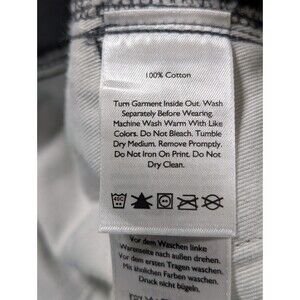 100% Cotton
Turn Garment Inside Out. Wash
Separately Before Wearing.
Machine Wash Warm With Like
Colors. Do Not Bleach. Tumble
Dry Medium. Remove Promptly.
Do Not Iron On Print. Do Not
Dry Clean.
40C
Vor dem Waschen linke
Warenseite nach außen drehen.
Vor dem ersten Tragen waschen
Mit ähnlichen Farben waschen.
Druck nicht bügeln.